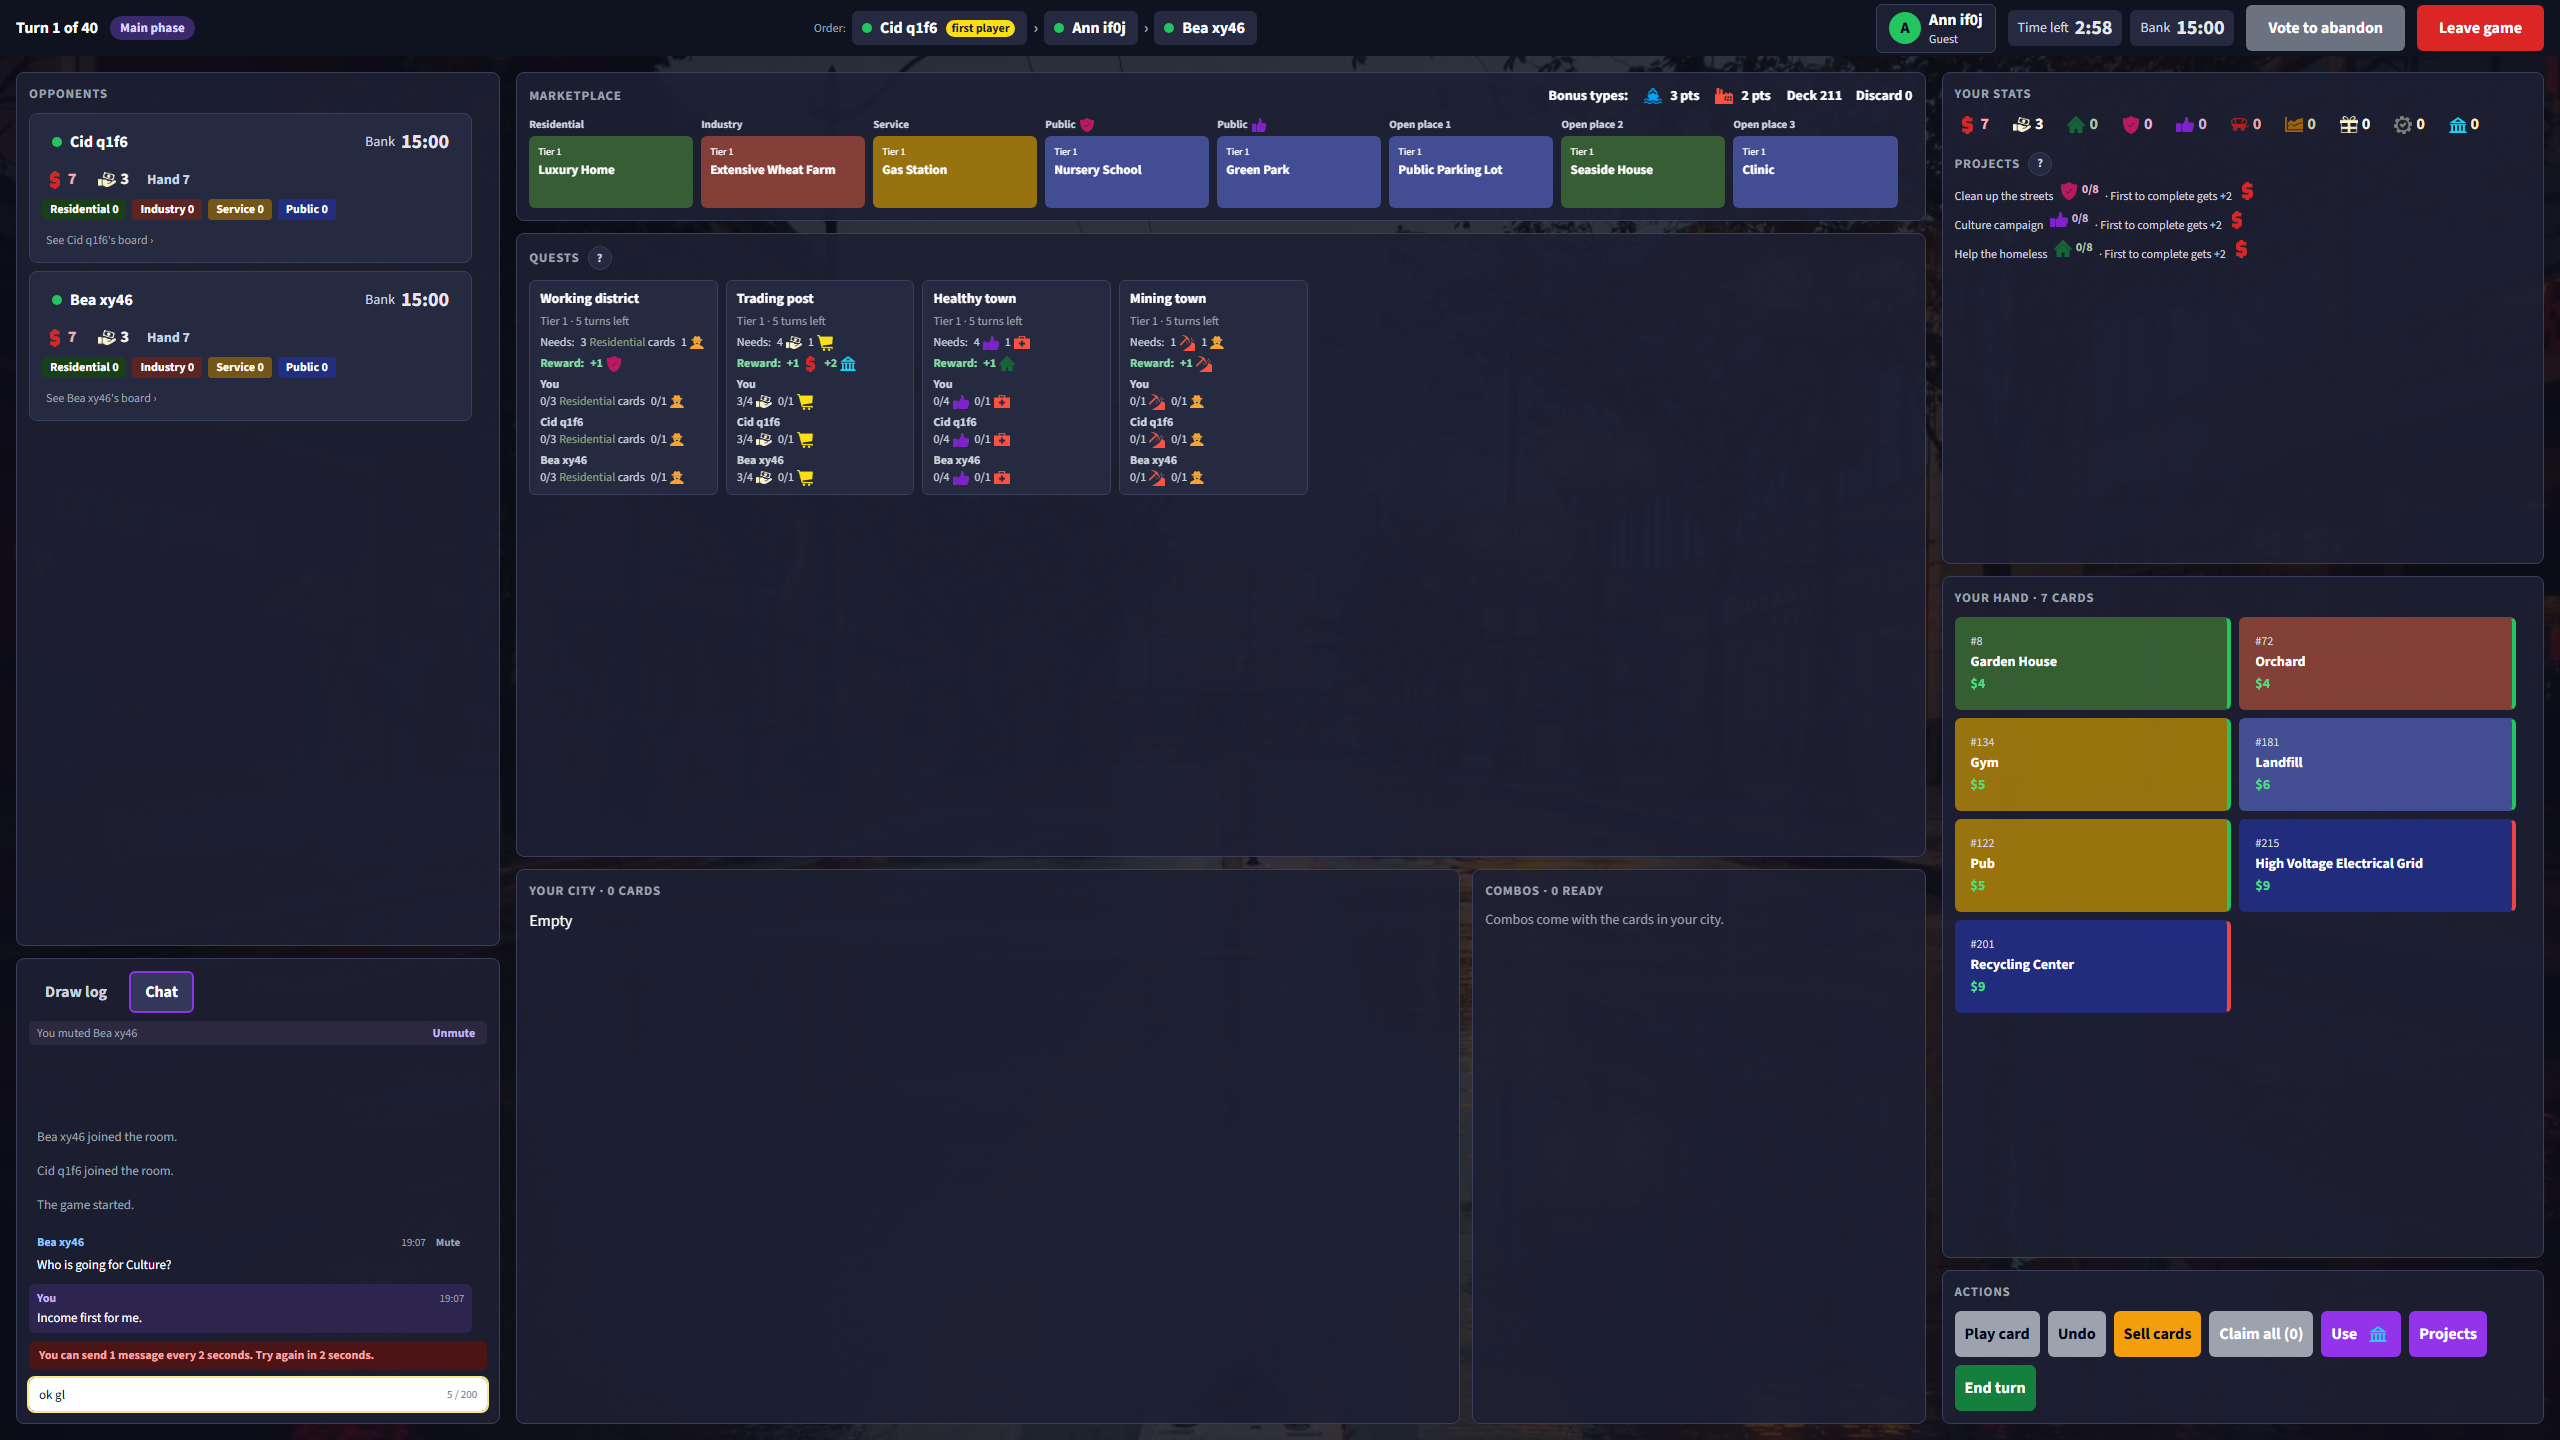 Turn 1 of 40 Main phase
Order: Cid q1f6 first player › Ann if0j › Bea xy46
A Ann if0j Guest
Time left 2:58
Bank 15:00
Vote to abandon
Leave game
OPPONENTS
Cid q1f6 Bank 15:00
7 3 Hand 7
Residential 0 Industry 0 Service 0 Public 0
See Cid q1f6's board ›
Bea xy46 Bank 15:00
7 3 Hand 7
Residential 0 Industry 0 Service 0 Public 0
See Bea xy46's board ›
Draw log Chat
You muted Bea xy46 Unmute
Bea xy46 joined the room.
Cid q1f6 joined the room.
The game started.
Bea xy46 19:07 Mute
Who is going for Culture?
You 19:07
Income first for me.
You can send 1 message every 2 seconds. Try again in 2 seconds.
ok gl 5 / 200
MARKETPLACE
Bonus types: 3 pts 2 pts Deck 211 Discard 0
Residential
Tier 1
Luxury Home
Industry
Tier 1
Extensive Wheat Farm
Service
Tier 1
Gas Station
Public
Tier 1
Nursery School
Public
Tier 1
Green Park
Open place 1
Tier 1
Public Parking Lot
Open place 2
Tier 1
Seaside House
Open place 3
Tier 1
Clinic
QUESTS ?
Working district
Tier 1 · 5 turns left
Needs: 3 Residential cards 1
Reward: +1
You
0/3 Residential cards 0/1
Cid q1f6
0/3 Residential cards 0/1
Bea xy46
0/3 Residential cards 0/1
Trading post
Tier 1 · 5 turns left
Needs: 4 1
Reward: +1 +2
You
3/4 0/1
Cid q1f6
3/4 0/1
Bea xy46
3/4 0/1
Healthy town
Tier 1 · 5 turns left
Needs: 4 1
Reward: +1
You
0/4 0/1
Cid q1f6
0/4 0/1
Bea xy46
0/4 0/1
Mining town
Tier 1 · 5 turns left
Needs: 1 1
Reward: +1
You
0/1 0/1
Cid q1f6
0/1 0/1
Bea xy46
0/1 0/1
YOUR CITY · 0 CARDS
Empty
COMBOS · 0 READY
Combos come with the cards in your city.
YOUR STATS
7 3 0 0 0 0 0 0 0 0
PROJECTS ?
Clean up the streets 0/8 · First to complete gets +2
Culture campaign 0/8 · First to complete gets +2
Help the homeless 0/8 · First to complete gets +2
YOUR HAND · 7 CARDS
#8
Garden House
$4
#72
Orchard
$4
#134
Gym
$5
#181
Landfill
$6
#122
Pub
$5
#215
High Voltage Electrical Grid
$9
#201
Recycling Center
$9
ACTIONS
Play card Undo Sell cards Claim all (0) Use Projects
End turn